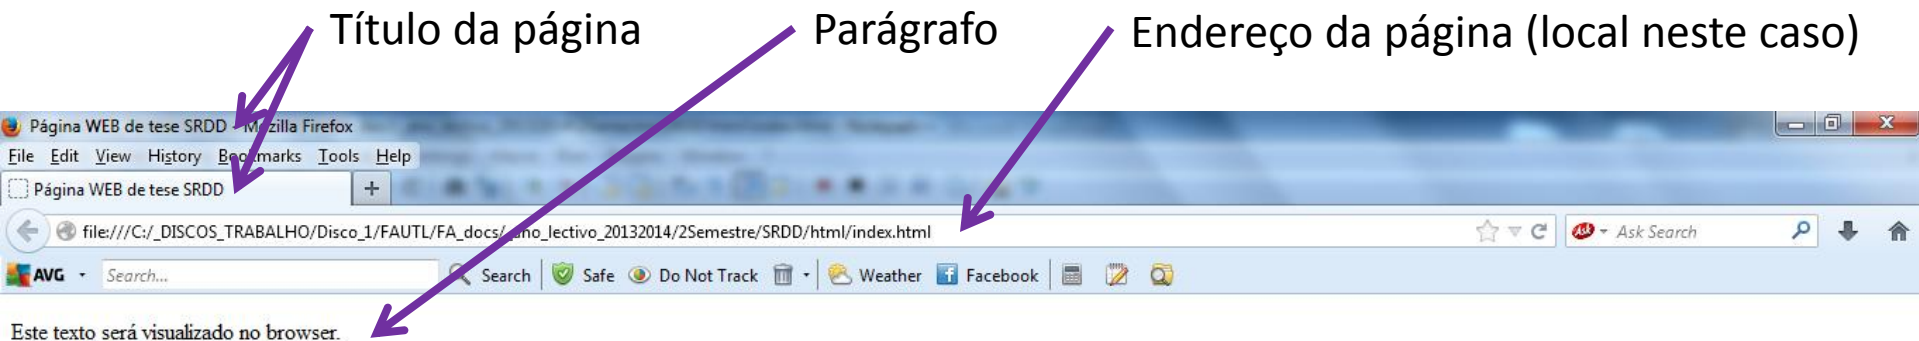 Título da página Parágrafo Endereço da página (local neste caso)
Página WEB de tese SRDD - Mozilla Firefox
File Edit View History Bookmarks Tools Help
Página WEB de tese SRDD +
file:///C:/_DISCOS_TRABALHO/Disco_1/FAUTL/FA_docs/_ano_lectivo_20132014/2Semestre/SRDD/html/index.html Ask Search
AVG Search... Search Safe Do Not Track Weather Facebook
Este texto será visualizado no browser.